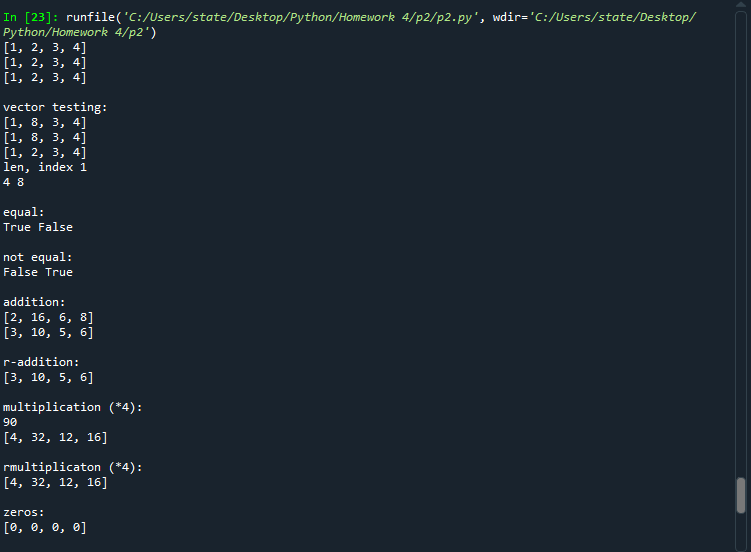 In [23]: runfile('C:/Users/state/Desktop/Python/Homework 4/p2/p2.py', wdir='C:/Users/state/Desktop/
Python/Homework 4/p2')
[1, 2, 3, 4]
[1, 2, 3, 4]
[1, 2, 3, 4]
vector testing:
[1, 8, 3, 4]
[1, 8, 3, 4]
[1, 2, 3, 4]
len, index 1
4 8
equal:
True False
not equal:
False True
addition:
[2, 16, 6, 8]
[3, 10, 5, 6]
r-addition:
[3, 10, 5, 6]
multiplication (*4):
90
[4, 32, 12, 16]
rmultiplicaton (*4):
[4, 32, 12, 16]
zeros:
[0, 0, 0, 0]